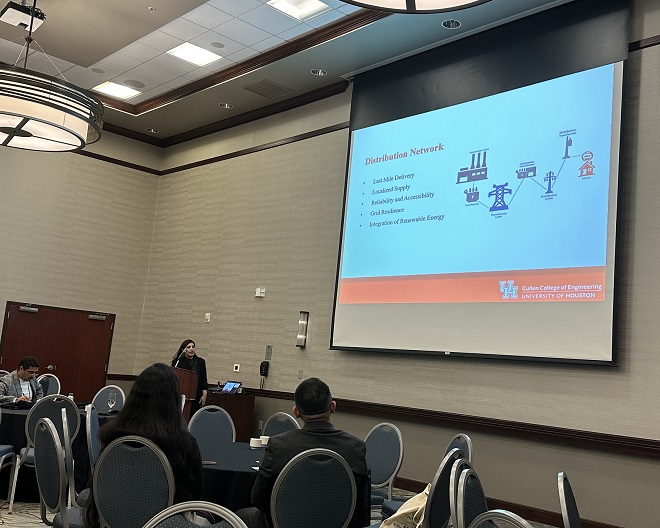 Distribution Network
• Last Mile Delivery
• Localized Supply
• Reliability and Accessibility
• Grid Resilience
• Integration of Renewable Energy
UH
Cullen College of Engineering
UNIVERSITY OF HOUSTON